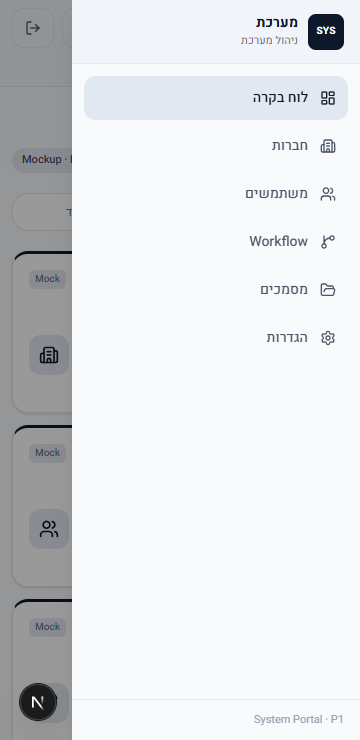 מערכת
SYS
ניהול מערכת
לוח בקרה
חברות
משתמשים
Workflow
מסמכים
הגדרות
System Portal · P1
Mockup ·
Mock
Mock
Mock
N